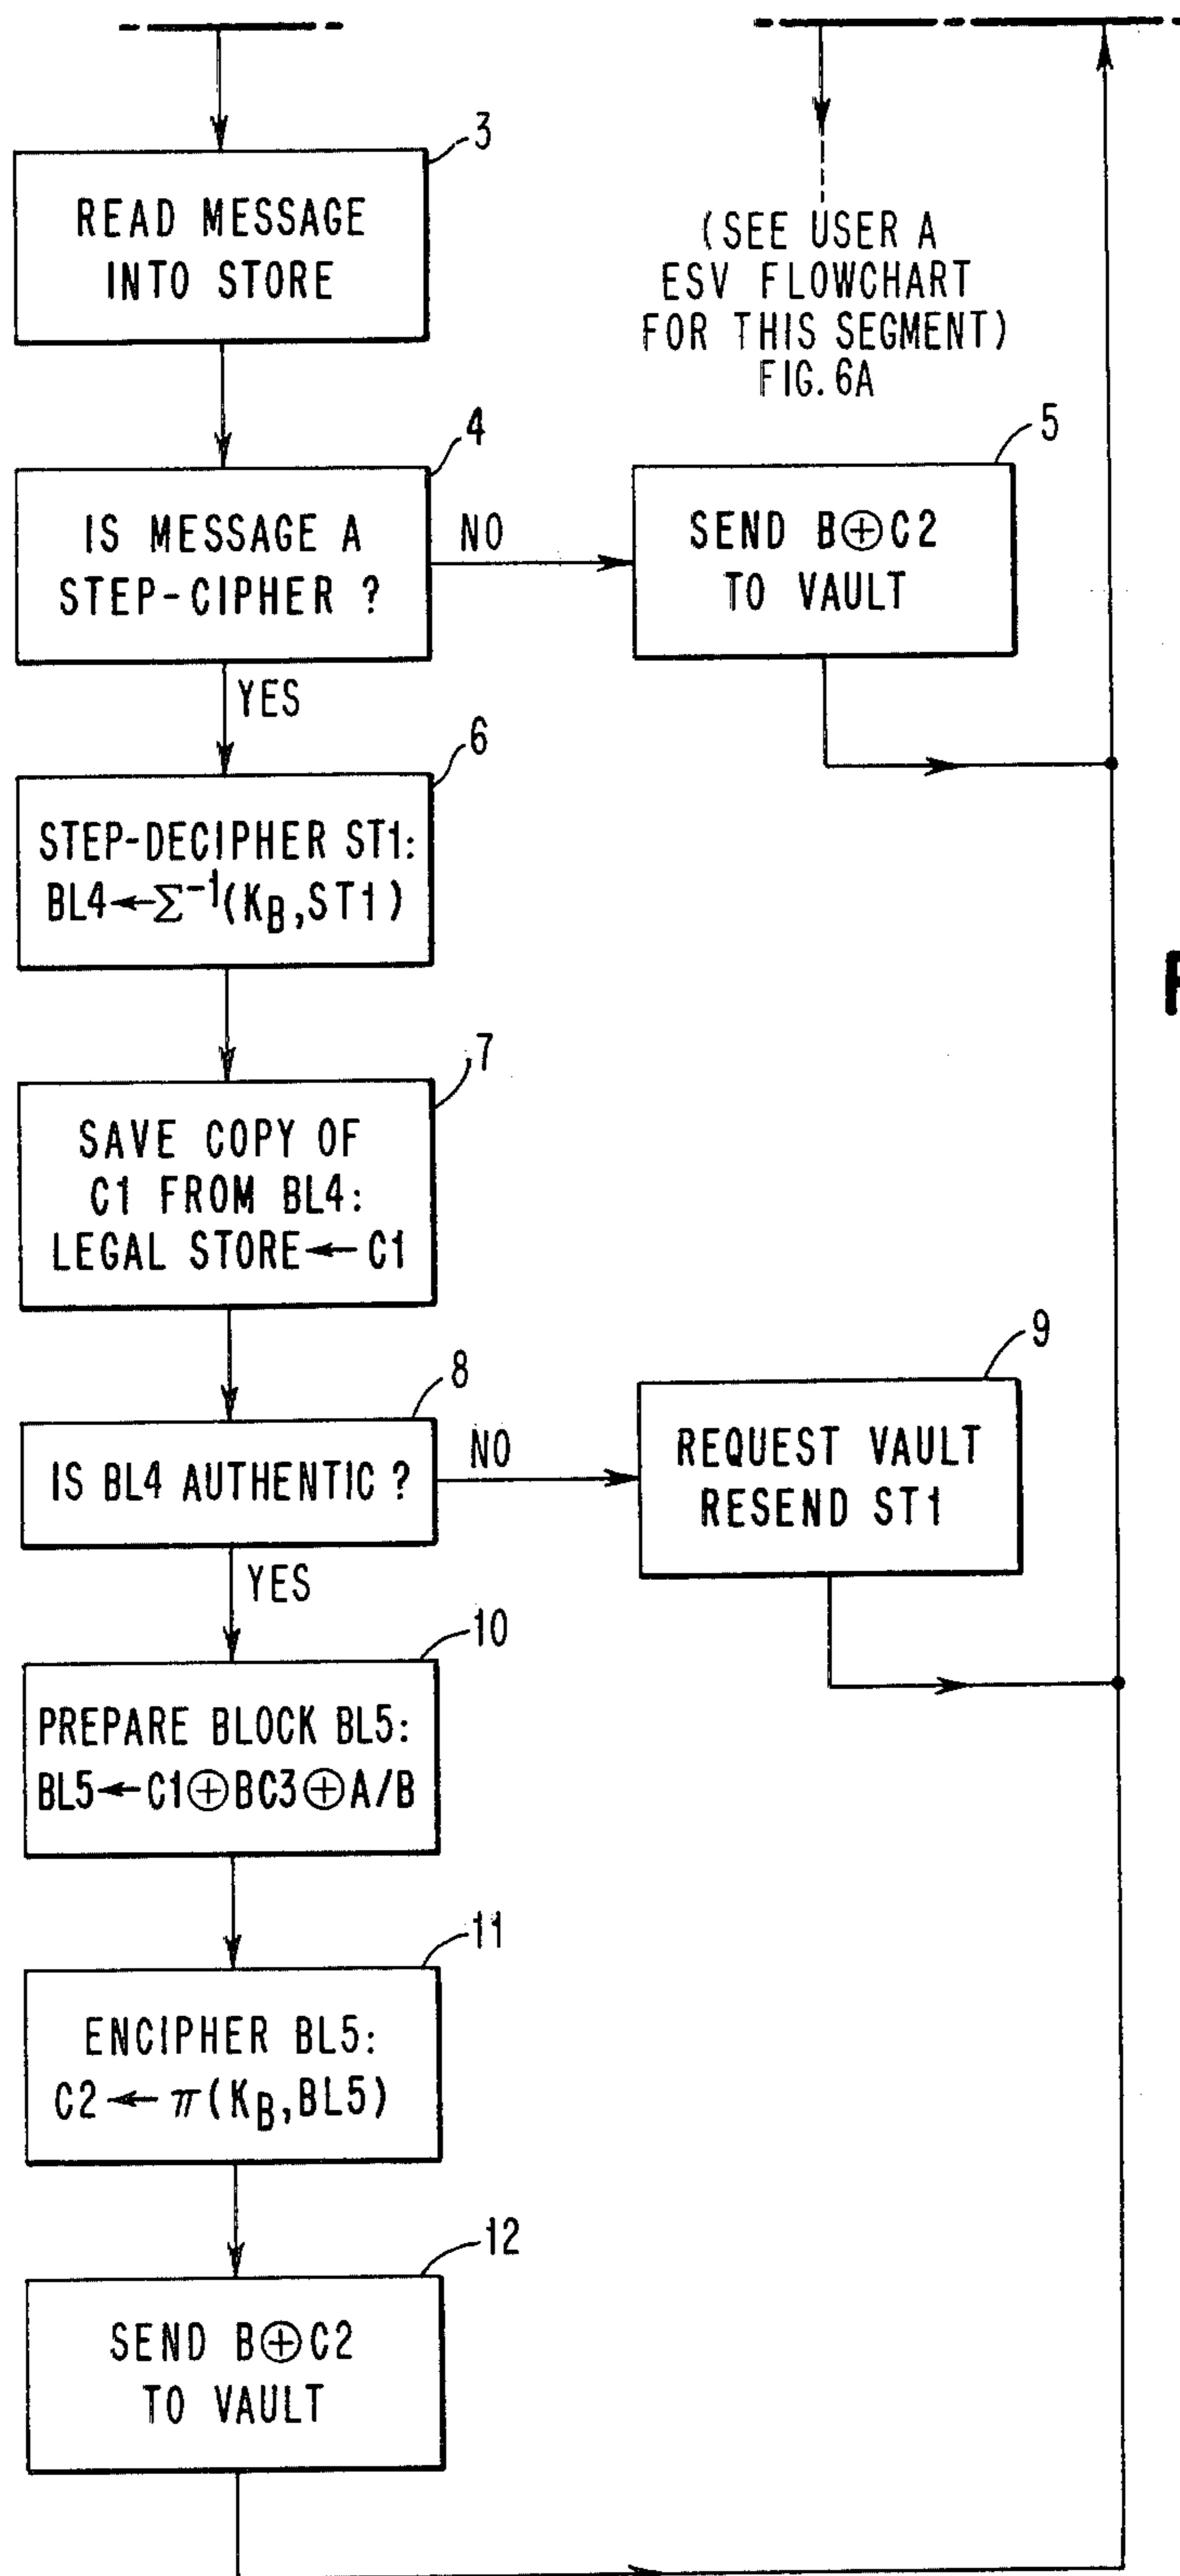 3
READ MESSAGE
INTO STORE
(SEE USER A
ESV FLOWCHART
FOR THIS SEGMENT)
FIG. 6A
4
IS MESSAGE A
STEP-CIPHER ?
NO
5
SEND B⊕C2
TO VAULT
YES
6
STEP-DECIPHER ST1:
BL4←Σ⁻¹(K_B,ST1)
7
SAVE COPY OF
C1 FROM BL4:
LEGAL STORE←C1
8
IS BL4 AUTHENTIC ?
NO
9
REQUEST VAULT
RESEND ST1
YES
10
PREPARE BLOCK BL5:
BL5←C1⊕BC3⊕A/B
11
ENCIPHER BL5:
C2←π(K_B,BL5)
12
SEND B⊕C2
TO VAULT